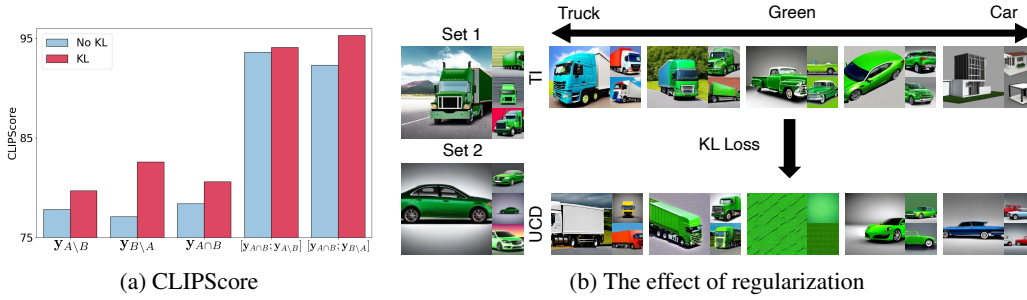 95
85
75
CLIPScore
No KL
KL
y_{A\B}
y_{B\A}
y_{A∩B}
[y_{A∩B}; y_{A\B}]
[y_{A∩B}; y_{B\A}]
(a) CLIPScore
Set 1
Set 2
Truck Green Car
TI
KL Loss
UCD
(b) The effect of regularization